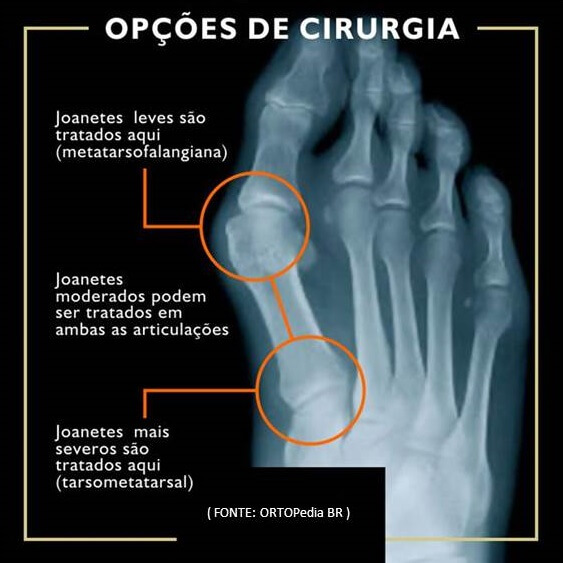 OPÇÕES DE CIRURGIA
Joanetes leves são
tratados aqui
(metatarsofalangiana)
Joanetes
moderados podem
ser tratados em
ambas as articulações
Joanetes mais
severos são
tratados aqui
(tarsometatarsal)
( FONTE: ORTOPedia BR )